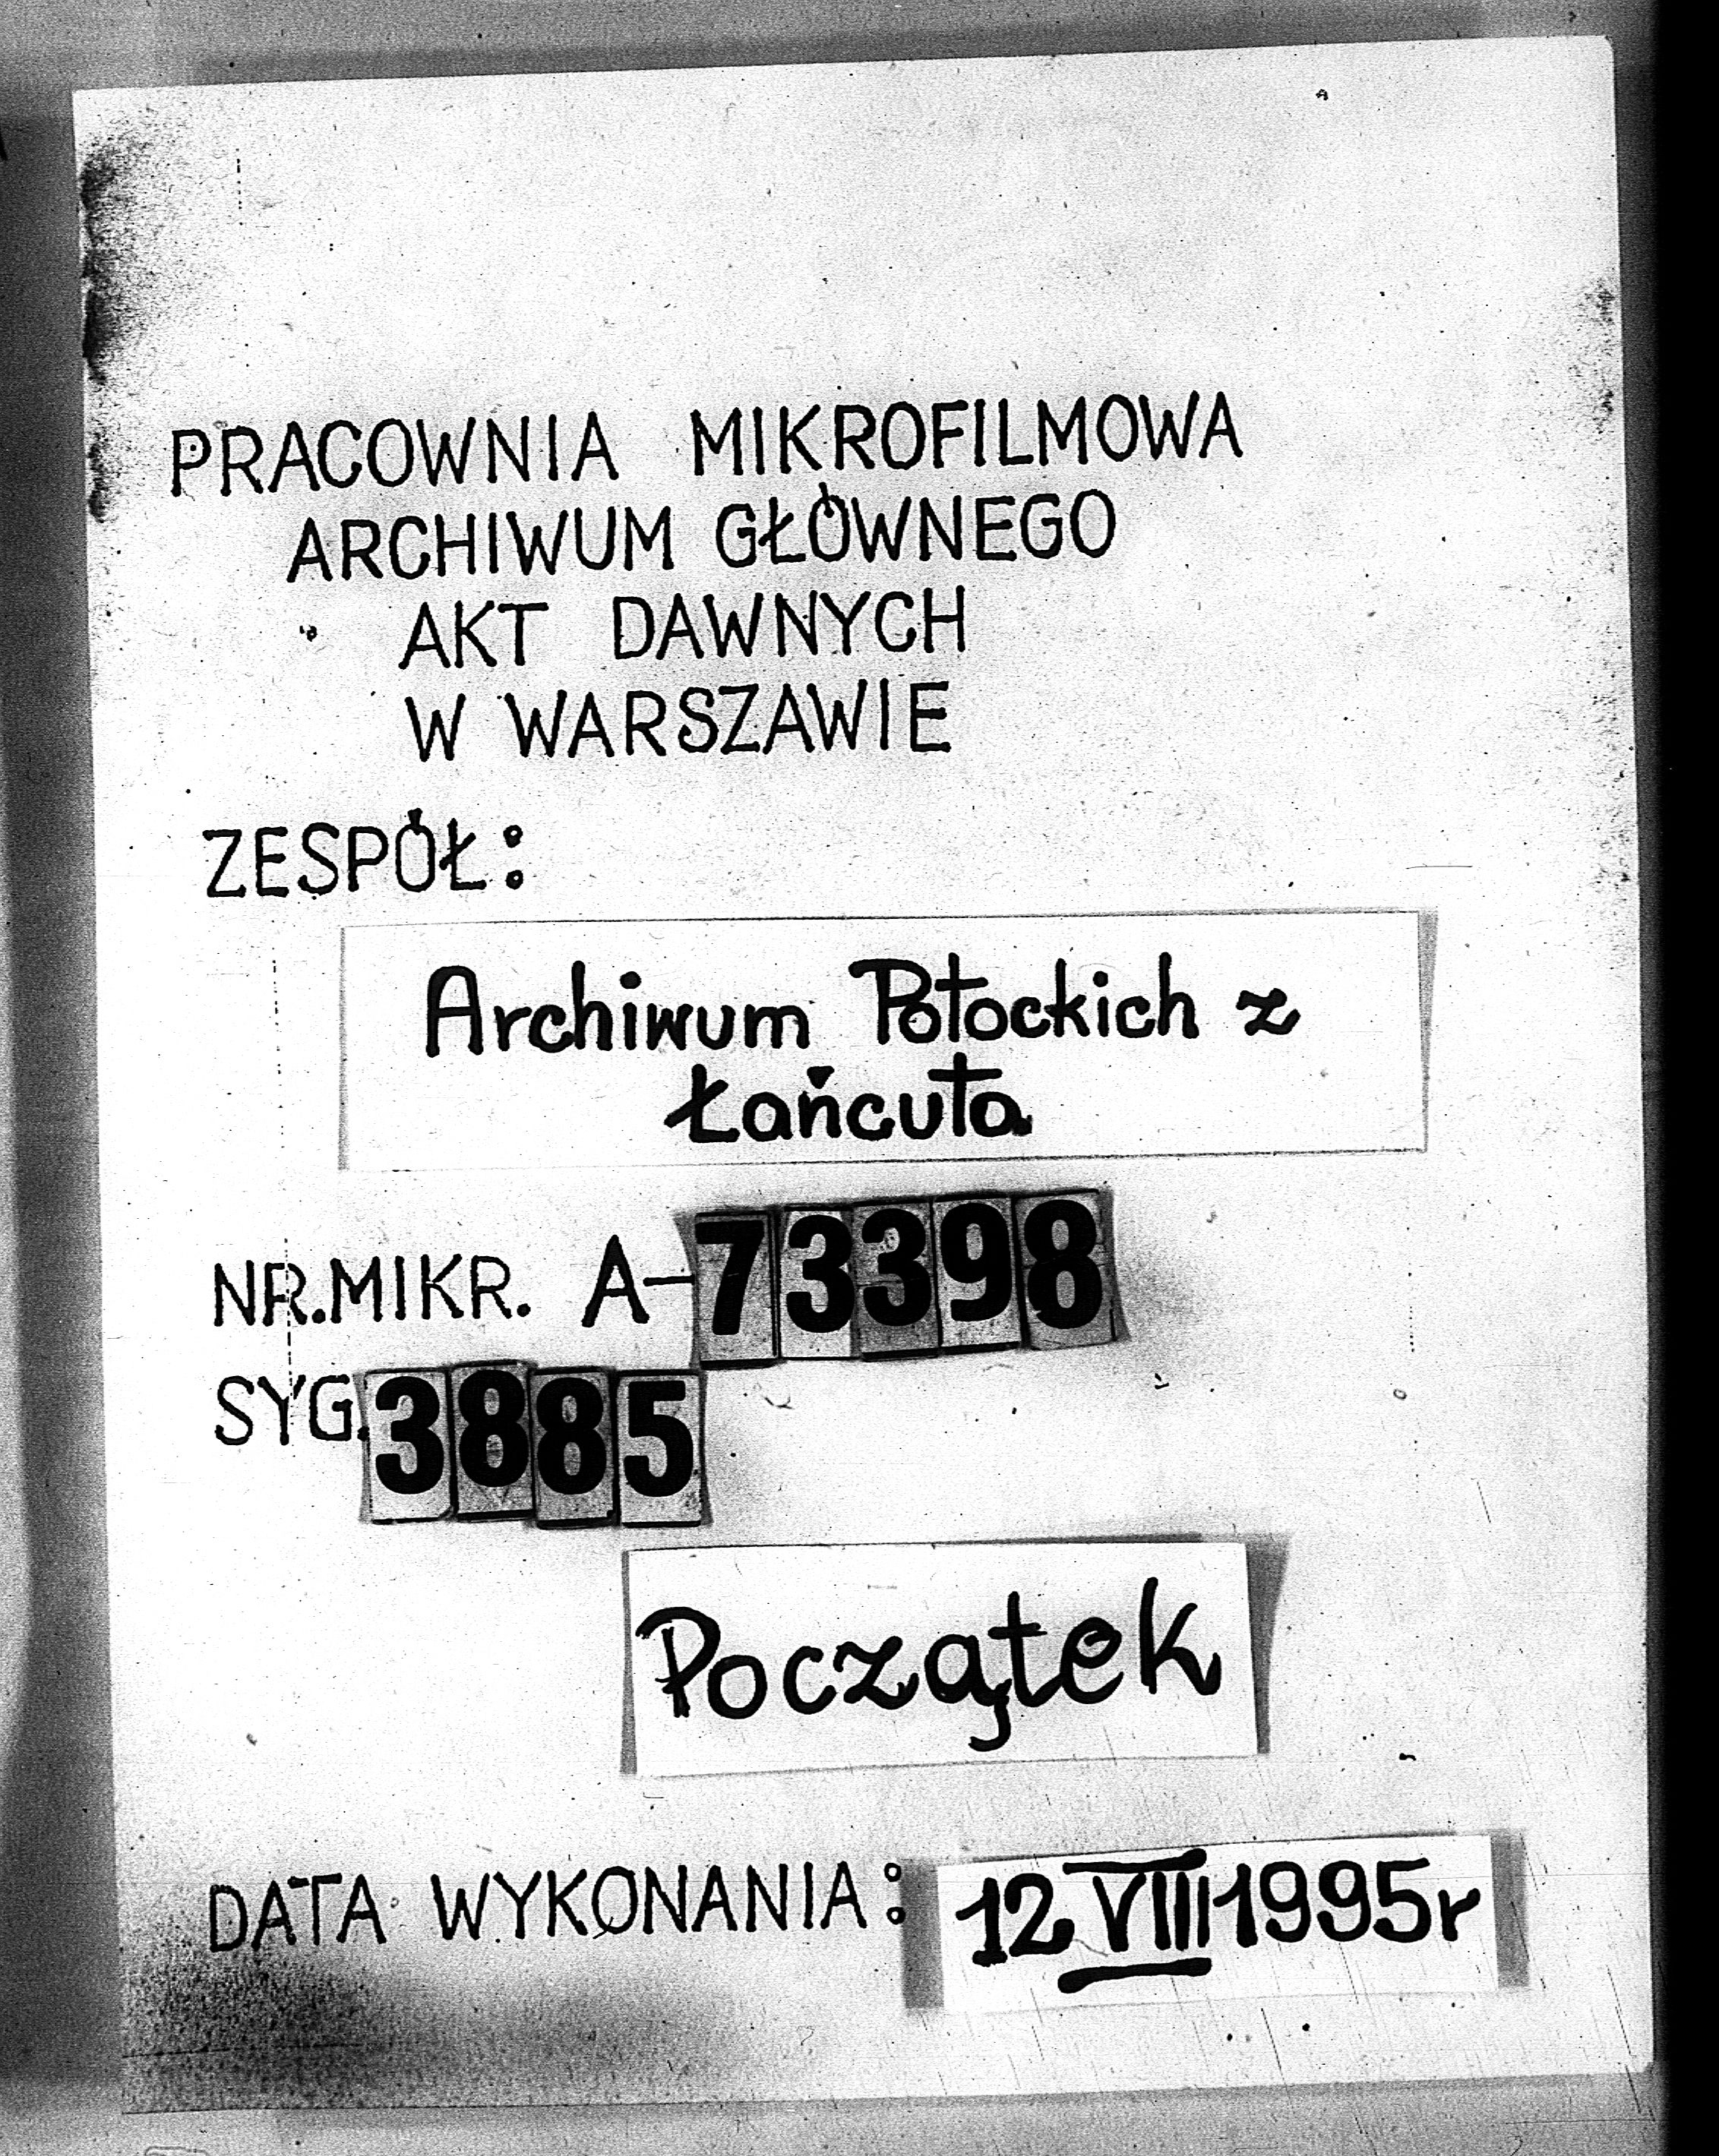 PRACOWNIA MIKROFILMOWA
ARCHIWUM GŁÓWNEGO
AKT DAWNYCH
W WARSZAWIE
ZESPÓŁ:
Archiwum Potockich z
Łańcuta
NR.MIKR. A-73398
SYG.3885
Początek
DATA WYKONANIA: 12 VIII 1995r